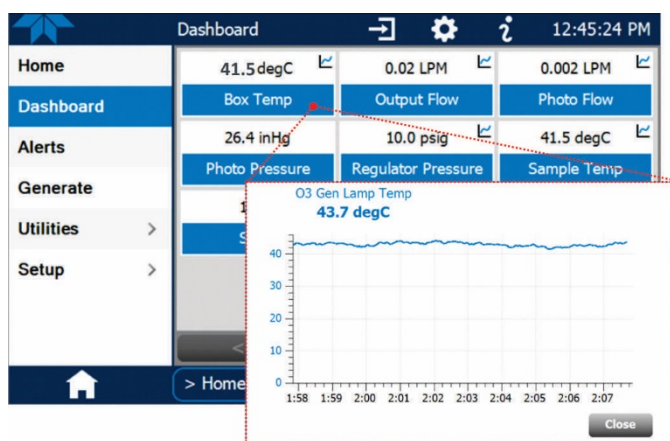 Dashboard 12:45:24 PM
Home
Dashboard
Alerts
Generate
Utilities >
Setup >
41.5 degC 0.02 LPM 0.002 LPM
Box Temp Output Flow Photo Flow
26.4 inHg 10.0 psig 41.5 degC
Photo Pressure Regulator Pressure Sample Temp
1
S
<
> Home
O3 Gen Lamp Temp
43.7 degC
40
30
20
10
0
1:58 1:59 2:00 2:01 2:02 2:03 2:04 2:05 2:06 2:07
Close